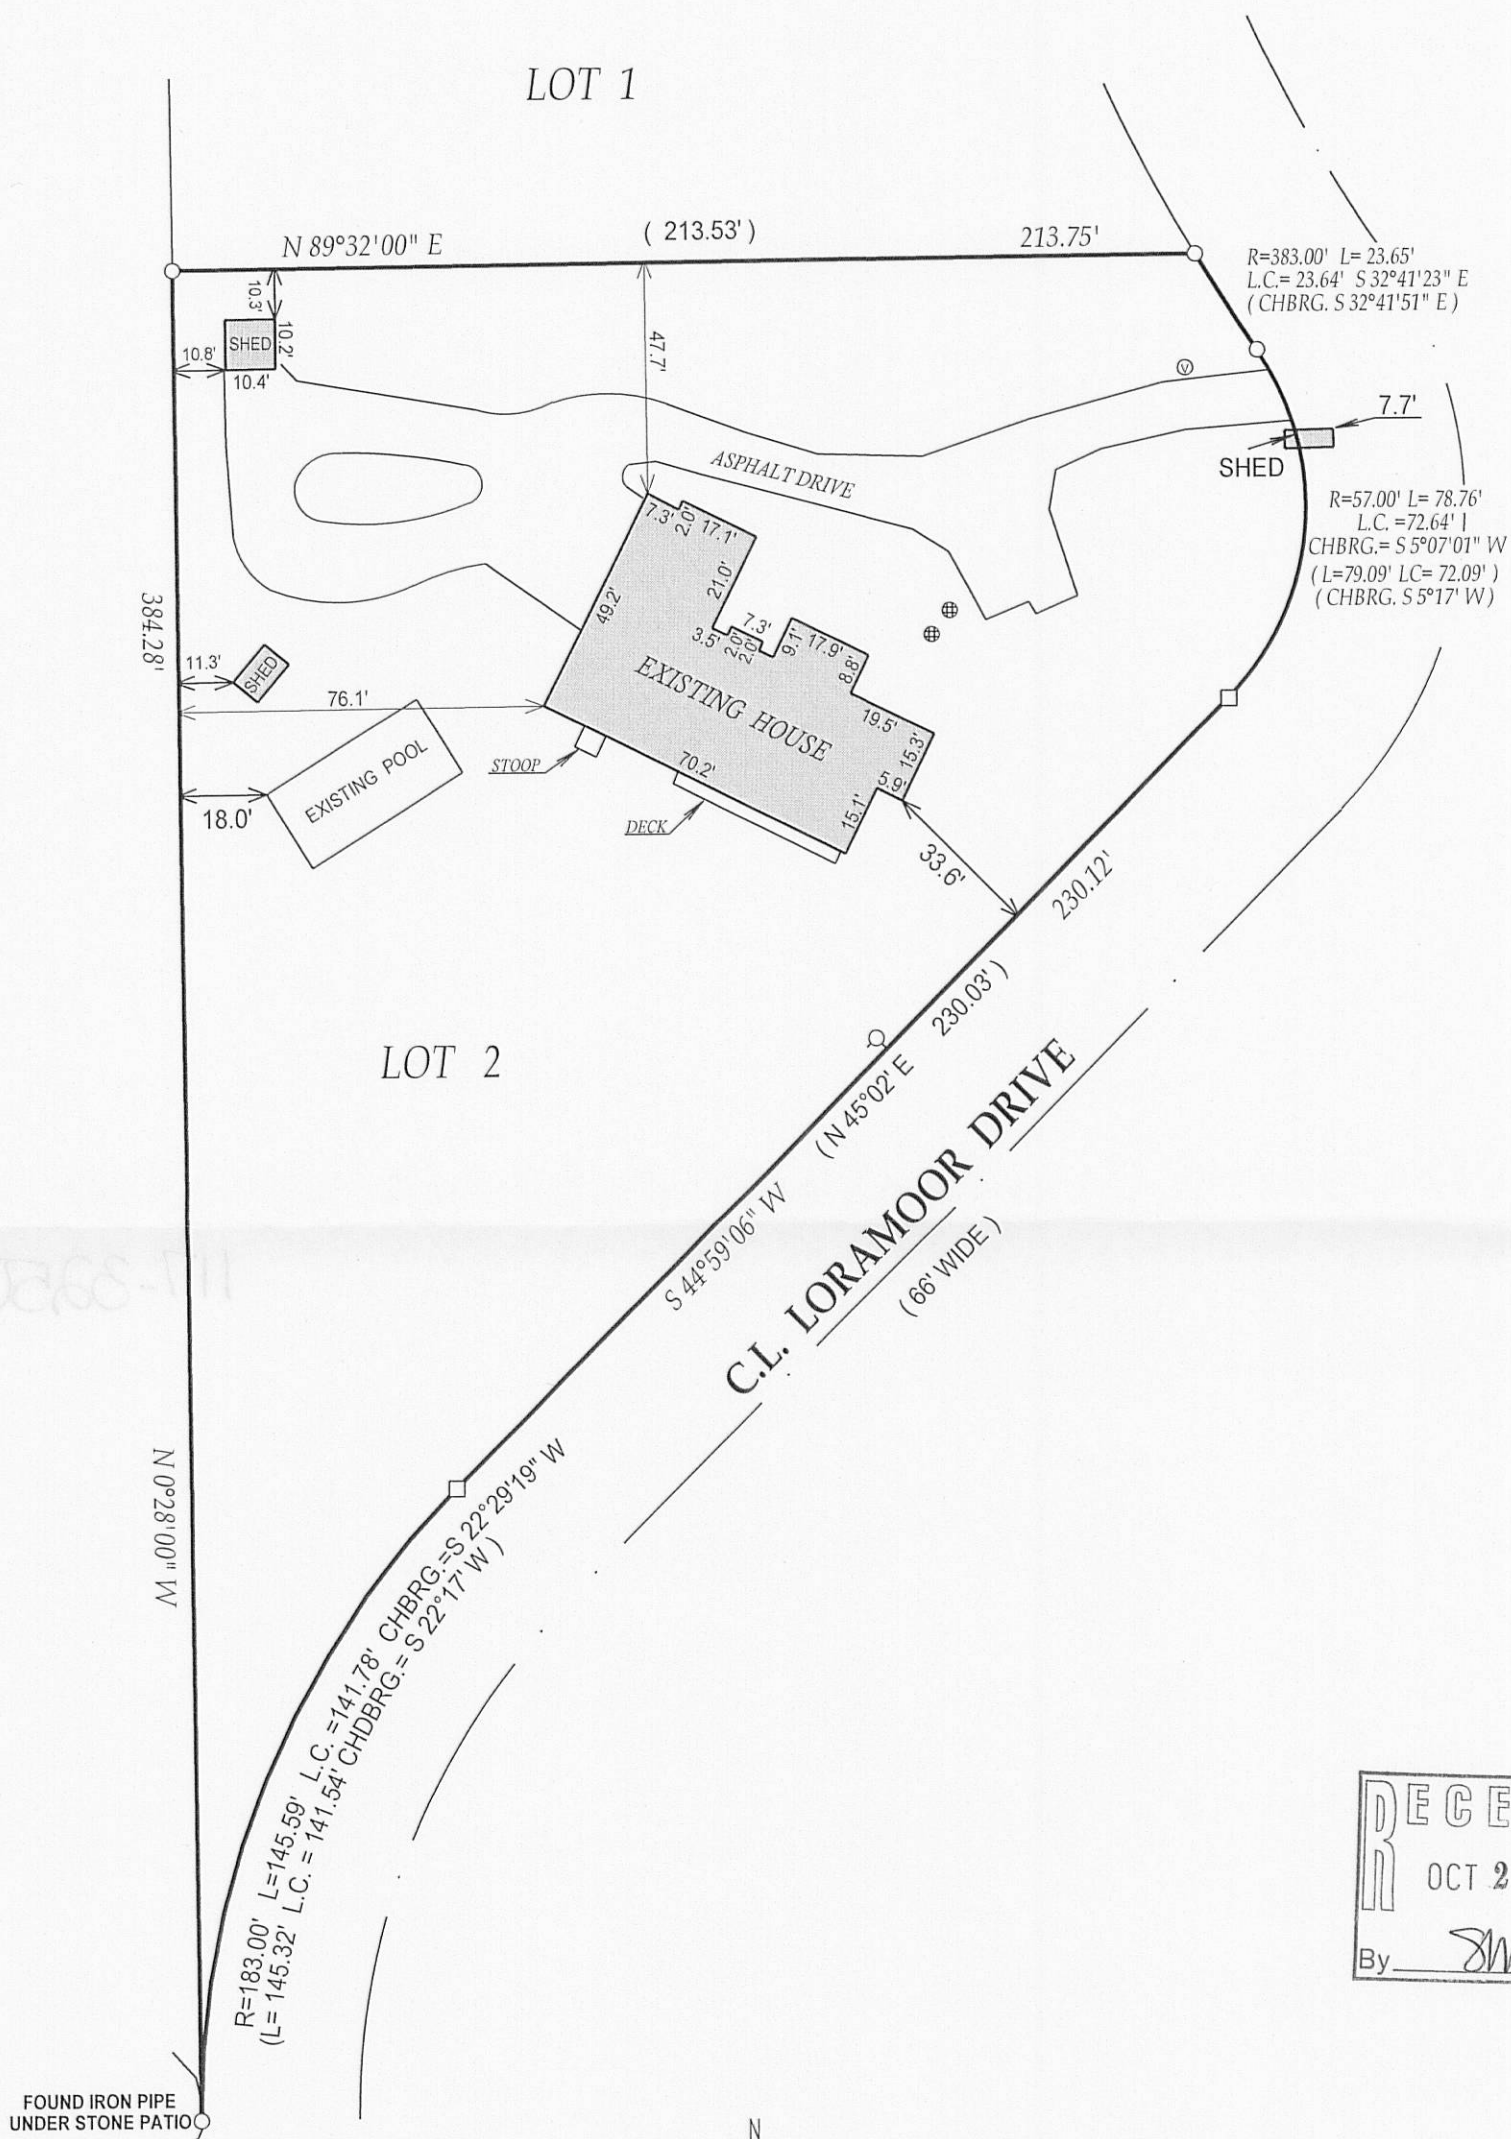 LOT 1
N 89°32'00" E
( 213.53' )
213.75'
R=383.00' L= 23.65'
L.C.= 23.64' S 32°41'23" E
( CHBRG. S 32°41'51" E )
10.3'
SHED
10.2'
10.8'
10.4'
47.7'
7.7'
SHED
ASPHALT DRIVE
R=57.00' L= 78.76'
L.C. =72.64'
CHBRG.= S 5°07'01" W
( L=79.09' LC= 72.09' )
( CHBRG. S 5°17' W )
7.3'
2.0'
17.1'
21.0'
49.2'
3.5'
2.0'
7.3'
2.0'
9.1'
17.9'
8.8'
19.5'
15.3'
5.9'
15.1'
70.2'
EXISTING HOUSE
384.28'
11.3'
SHED
76.1'
STOOP
EXISTING POOL
18.0'
DECK
33.6'
230.12'
230.03' )
( N 45°02' E
LOT 2
S 44°59'06" W
C.L. LORAMOOR DRIVE
( 66' WIDE )
N 0°28'00" W
R=183.00' L=145.59' L.C. =141.78' CHBRG.=S 22°29'19" W
(L= 145.32' L.C. = 141.54' CHDBRG.= S 22°17' W )
RECE
OCT 2
By
FOUND IRON PIPE
UNDER STONE PATIO
N